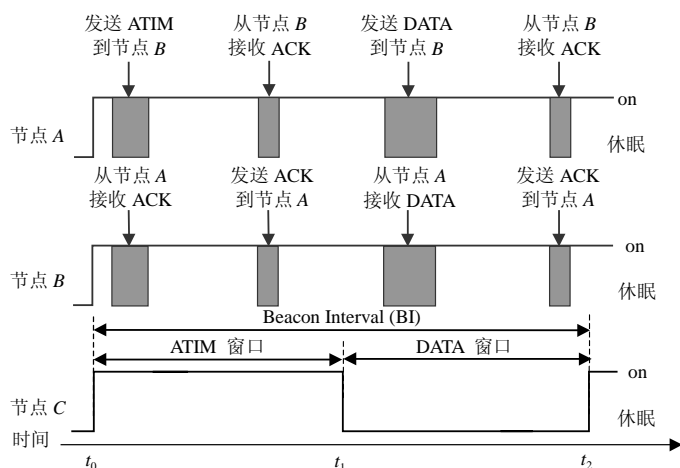 发送 ATIM
到节点 B
从节点 B
接收 ACK
发送 DATA
到节点 B
从节点 B
接收 ACK
on
节点 A
休眠
从节点 A
接收 ACK
发送 ACK
到节点 A
从节点 A
接收 DATA
发送 ACK
到节点 A
on
节点 B
休眠
Beacon Interval (BI)
ATIM 窗口
DATA 窗口
on
节点 C
休眠
时间
t0
t1
t2